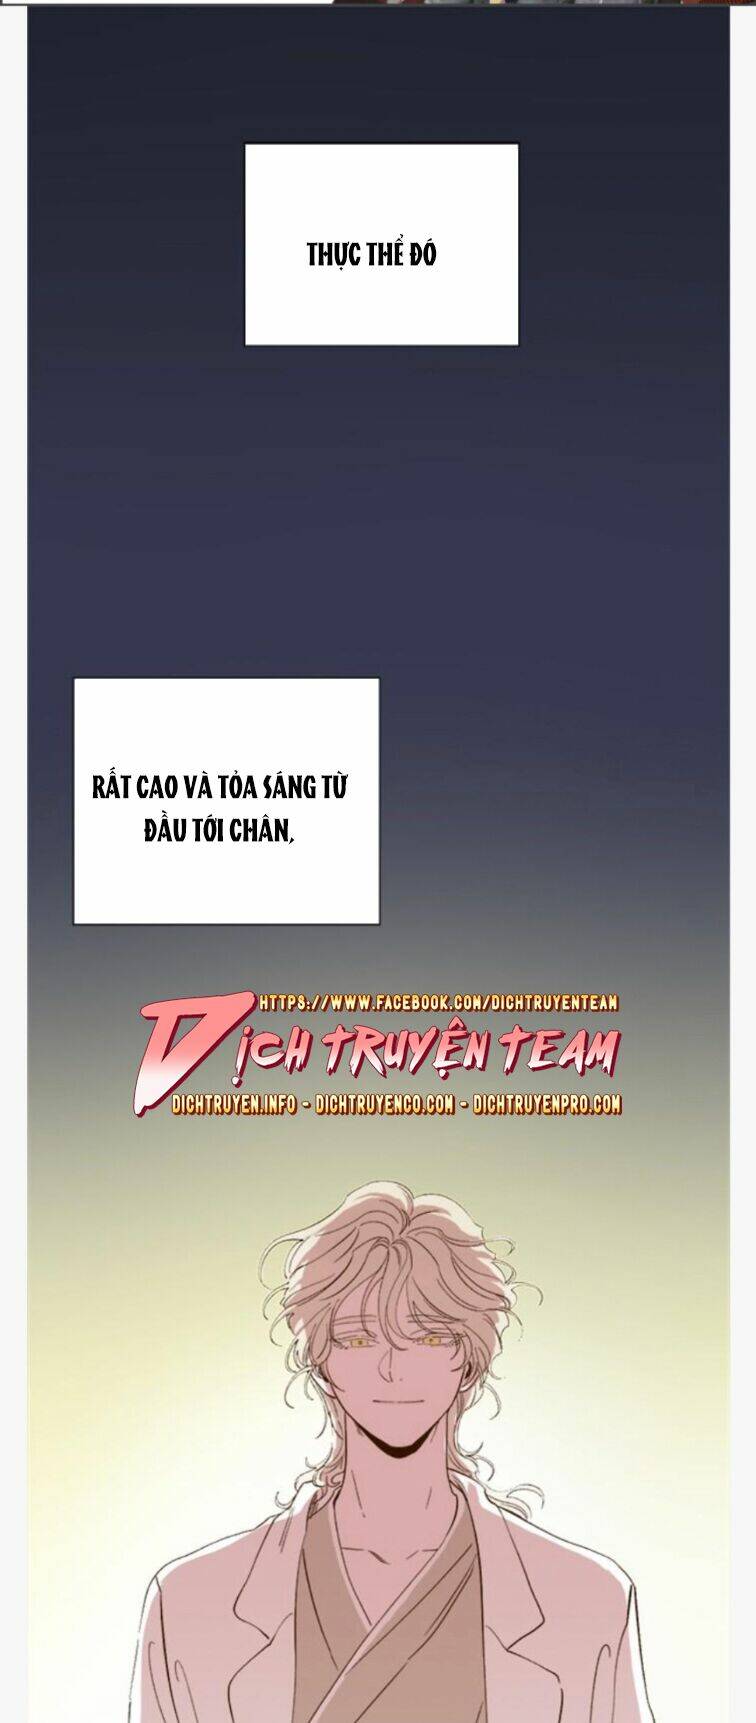 THỰC THỂ ĐÓ
RẤT CAO VÀ TỎA SÁNG TỪ
ĐẦU TỚI CHÂN,
HTTPS://WWW.FACEBOOK.COM/DICHTRUYENTEAM
DỊCH TRUYỆN TEAM
DICHTRUYEN.INFO - DICHTRUYENCO.COM - DICHTRUYENPRO.COM